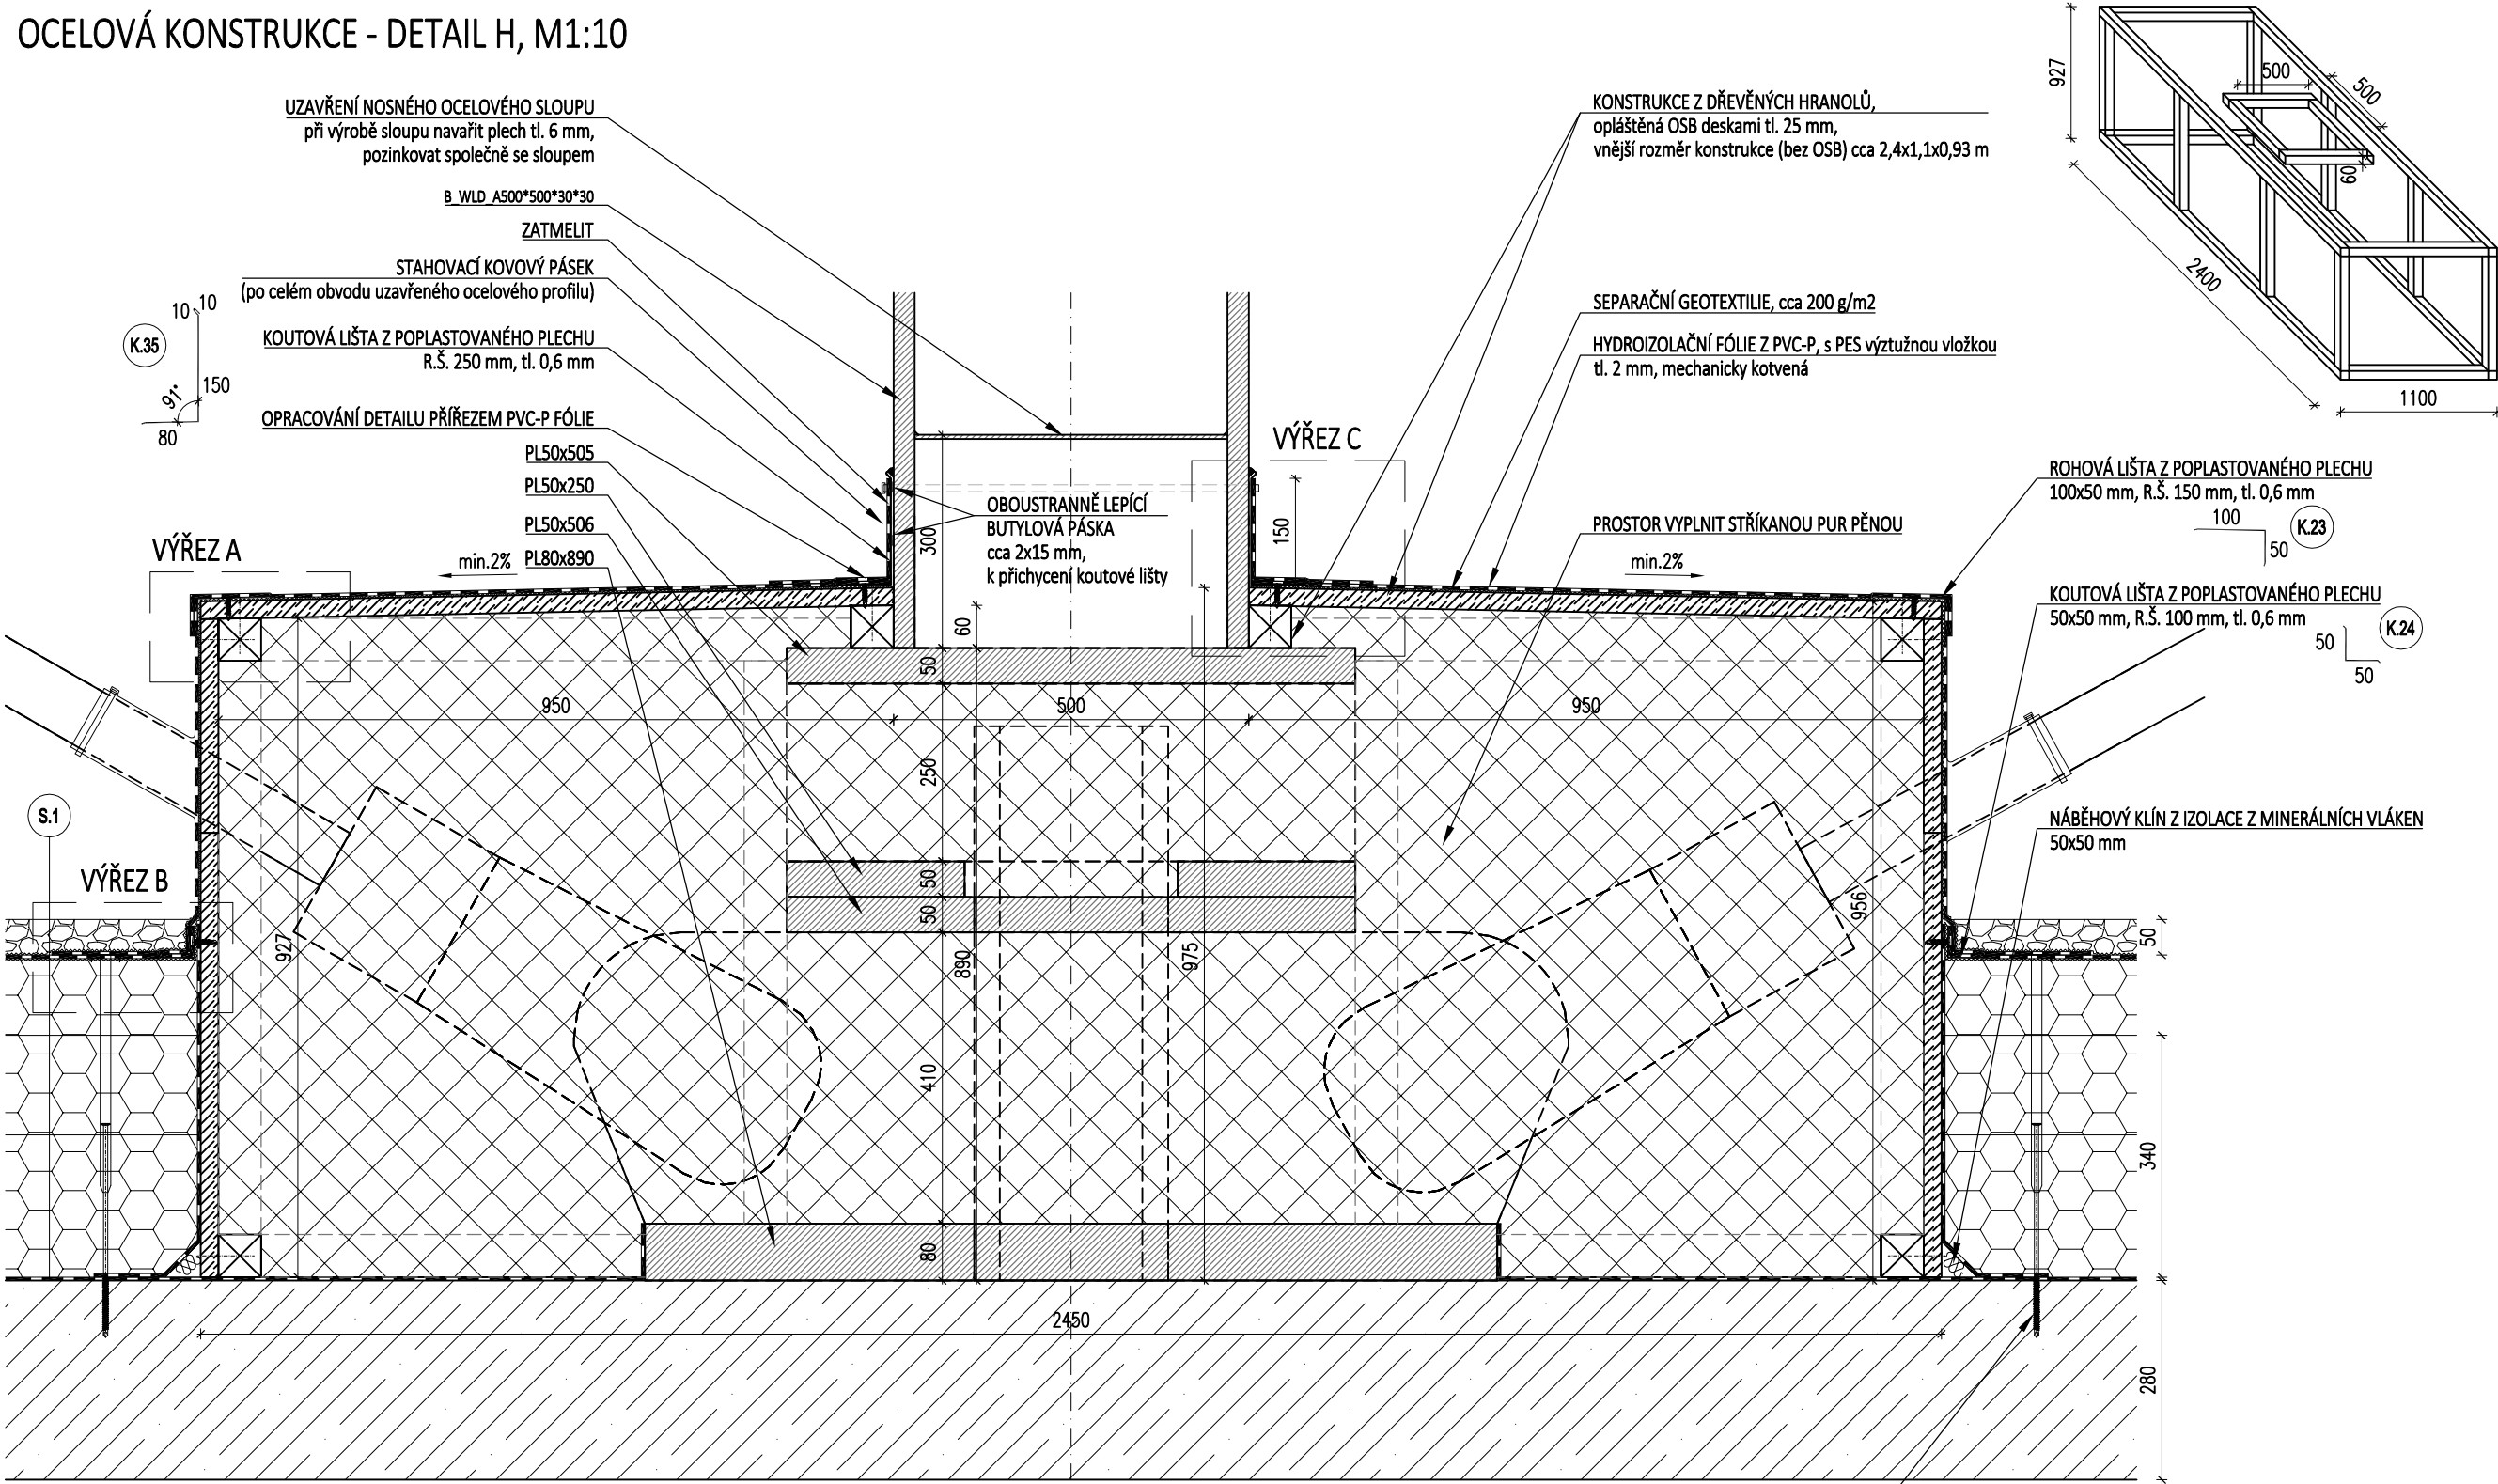 OCELOVÁ KONSTRUKCE - DETAIL H, M1:10
UZAVŘENÍ NOSNÉHO OCELOVÉHO SLOUPU
při výrobě sloupu navařit plech tl. 6 mm,
pozinkovat společně se sloupem
B_WLD_A500*500*30*30
ZATMELIT
STAHOVACÍ KOVOVÝ PÁSEK
(po celém obvodu uzavřeného ocelového profilu)
KOUTOVÁ LIŠTA Z POPLASTOVANÉHO PLECHU
R.Š. 250 mm, tl. 0,6 mm
OPRACOVÁNÍ DETAILU PŘÍŘEZEM PVC-P FÓLIE
PL50x505
PL50x250
PL50x506
PL80x890
K.35
10
10
150
91°
80
KONSTRUKCE Z DŘEVĚNÝCH HRANOLŮ,
opláštěná OSB deskami tl. 25 mm,
vnější rozměr konstrukce (bez OSB) cca 2,4x1,1x0,93 m
SEPARAČNÍ GEOTEXTILIE, cca 200 g/m2
HYDROIZOLAČNÍ FÓLIE Z PVC-P, s PES výztužnou vložkou
tl. 2 mm, mechanicky kotvená
927
500
500
60
2400
1100
VÝŘEZ C
OBOUSTRANNĚ LEPÍCÍ
BUTYLOVÁ PÁSKA
cca 2x15 mm,
k přichycení koutové lišty
300
150
PROSTOR VYPLNIT STŘÍKANOU PUR PĚNOU
min.2%
ROHOVÁ LIŠTA Z POPLASTOVANÉHO PLECHU
100x50 mm, R.Š. 150 mm, tl. 0,6 mm
100
50
K.23
KOUTOVÁ LIŠTA Z POPLASTOVANÉHO PLECHU
50x50 mm, R.Š. 100 mm, tl. 0,6 mm
50
50
K.24
VÝŘEZ A
min.2%
60
50
950
500
950
250
S.1
VÝŘEZ B
NÁBĚHOVÝ KLÍN Z IZOLACE Z MINERÁLNÍCH VLÁKEN
50x50 mm
50
50
927
890
975
956
50
410
340
80
2450
280